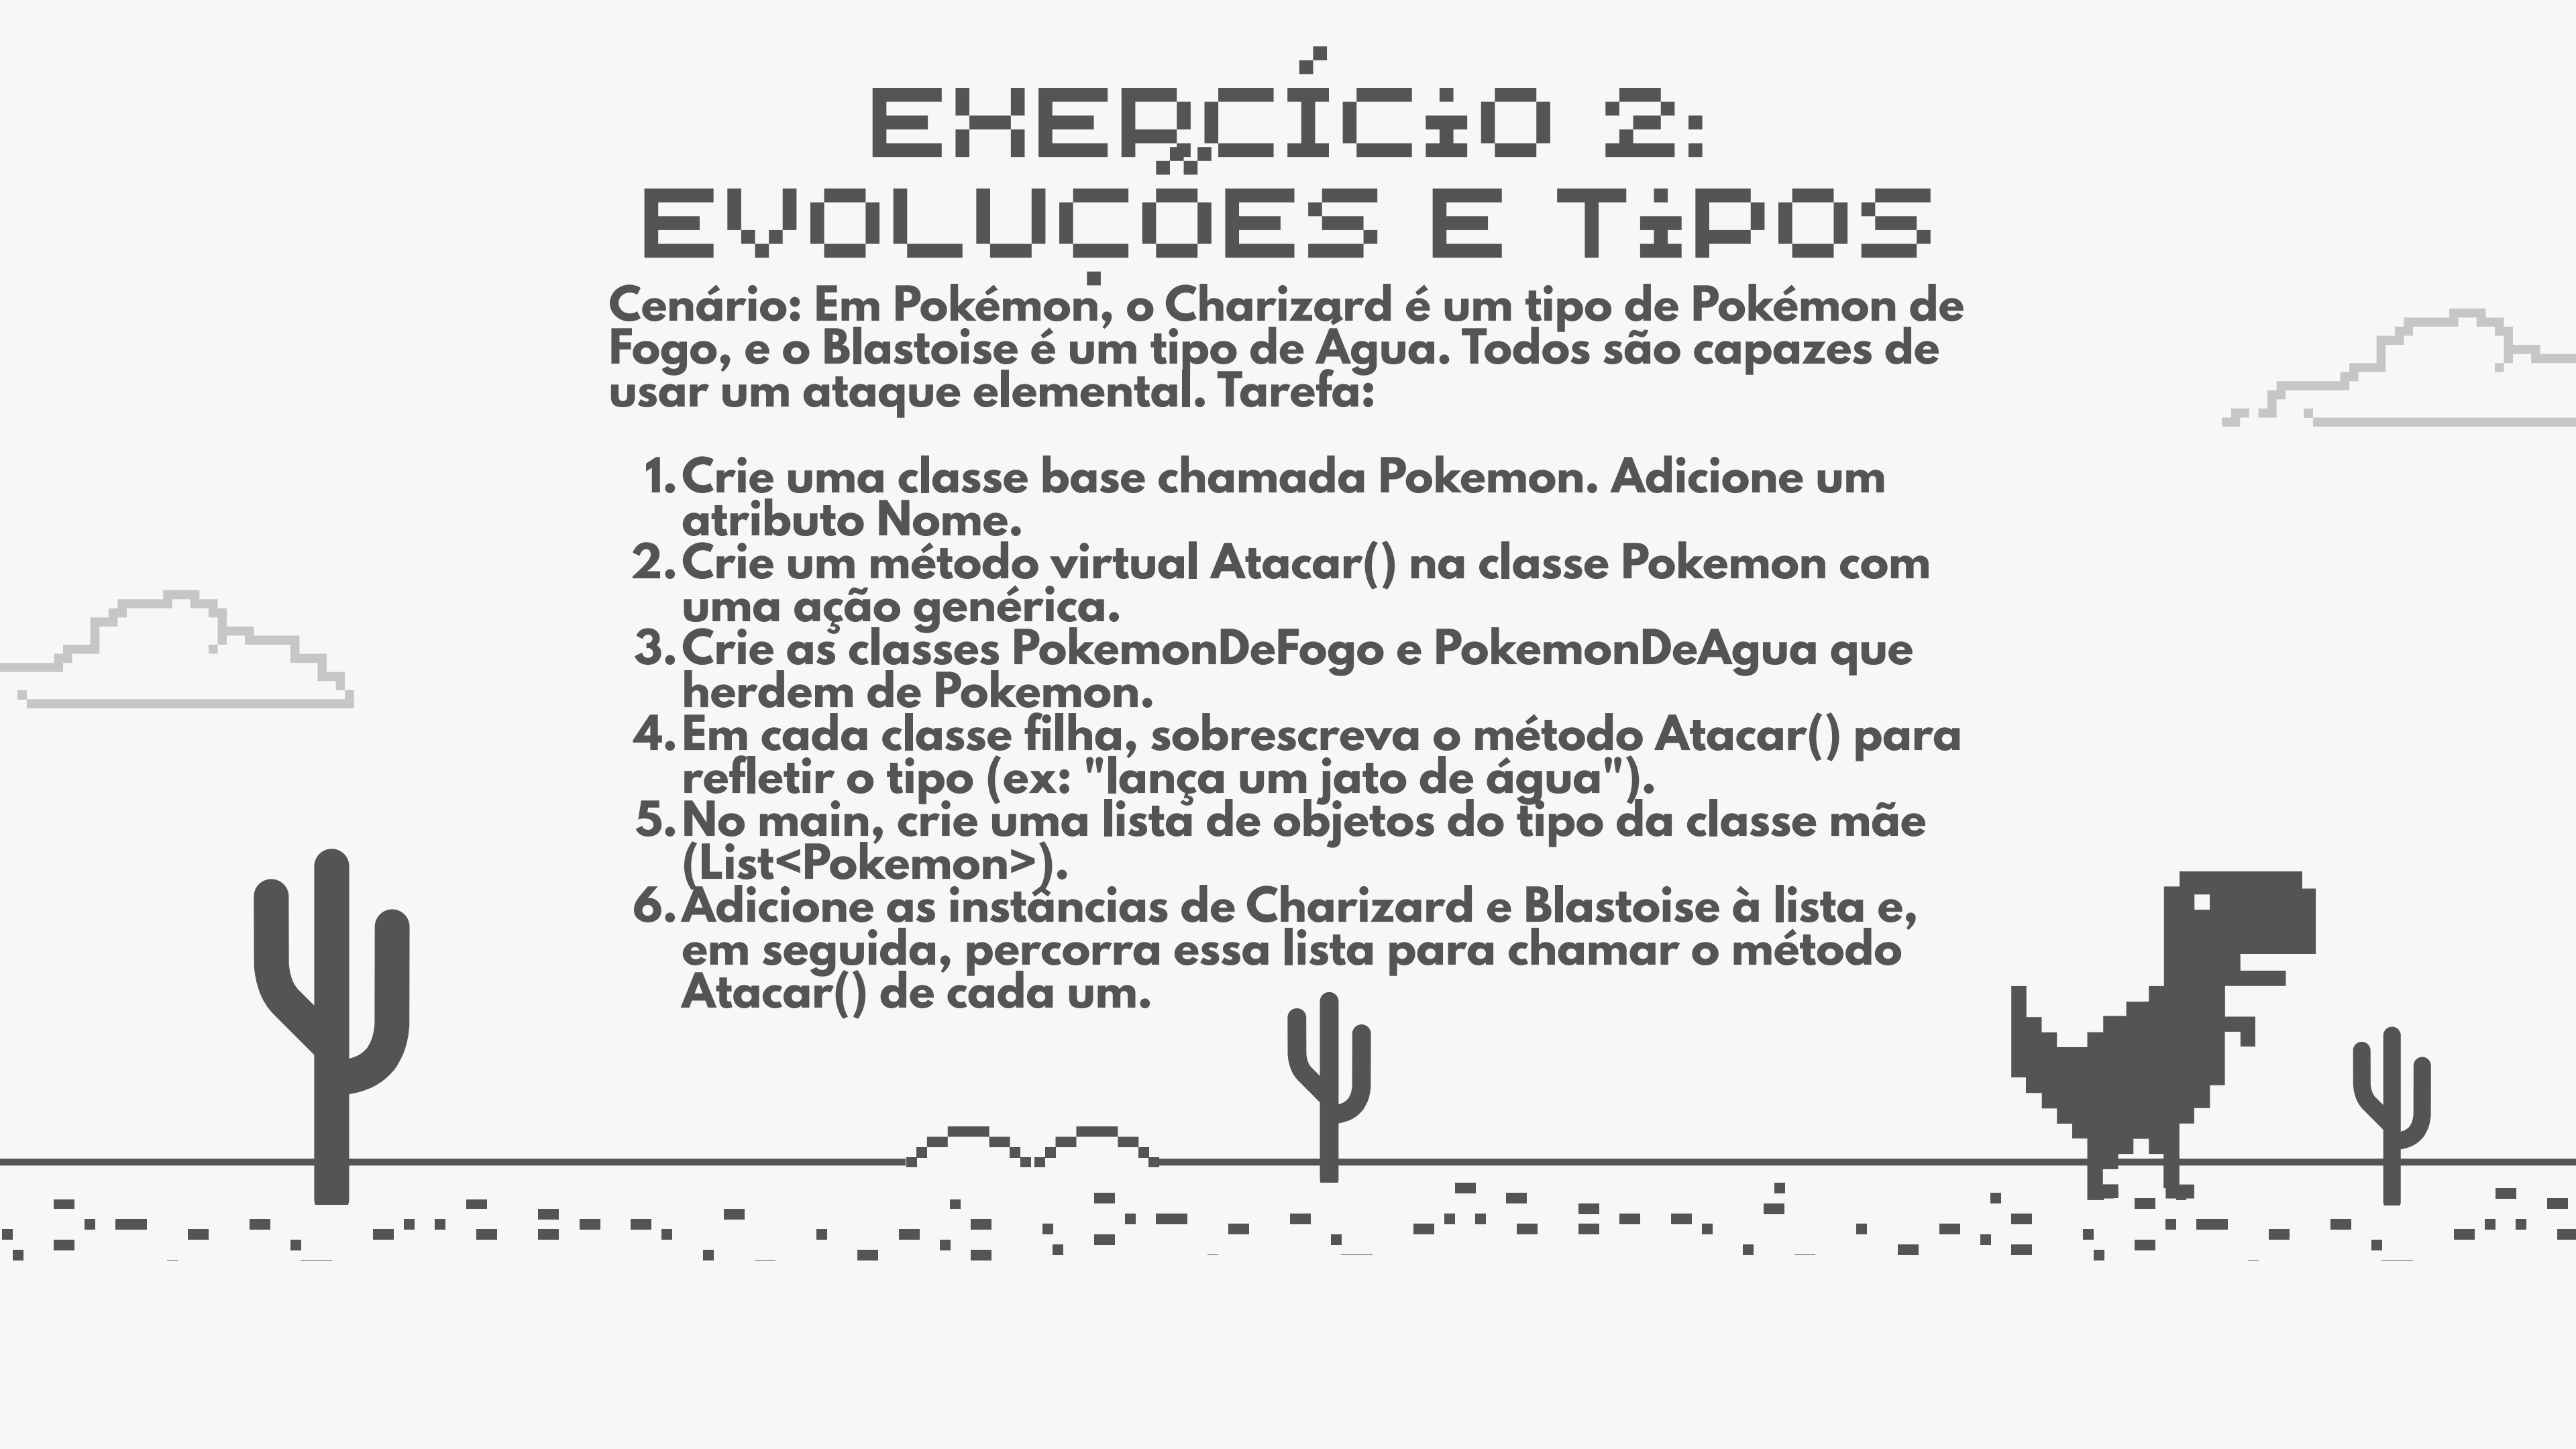 EXERCÍCIO 2:
EVOLUÇÕES E TIPOS
Cenário: Em Pokémon, o Charizard é um tipo de Pokémon de
Fogo, e o Blastoise é um tipo de Água. Todos são capazes de
usar um ataque elemental. Tarefa:
1. Crie uma classe base chamada Pokemon. Adicione um
atributo Nome.
2. Crie um método virtual Atacar() na classe Pokemon com
uma ação genérica.
3. Crie as classes PokemonDeFogo e PokemonDeAgua que
herdem de Pokemon.
4. Em cada classe filha, sobrescreva o método Atacar() para
refletir o tipo (ex: "lança um jato de água").
5. No main, crie uma lista de objetos do tipo da classe mãe
(List<Pokemon>).
6. Adicione as instâncias de Charizard e Blastoise à lista e,
em seguida, percorra essa lista para chamar o método
Atacar() de cada um.